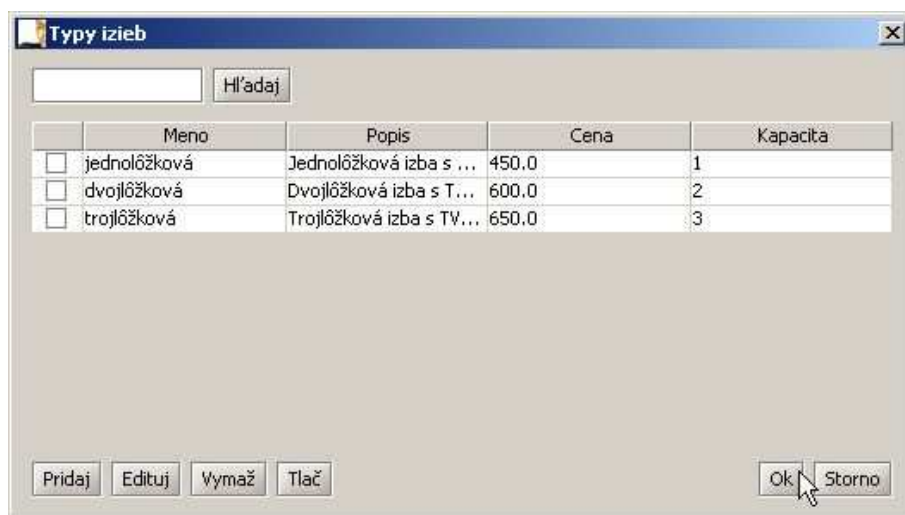 Typy izieb
Hľadaj
Meno Popis Cena Kapacita
jednolôžková Jednolôžková izba s ... 450.0 1
dvojlôžková Dvojlôžková izba s T... 600.0 2
trojlôžková Trojlôžková izba s TV... 650.0 3
Pridaj Edituj Vymaž Tlač Ok Storno